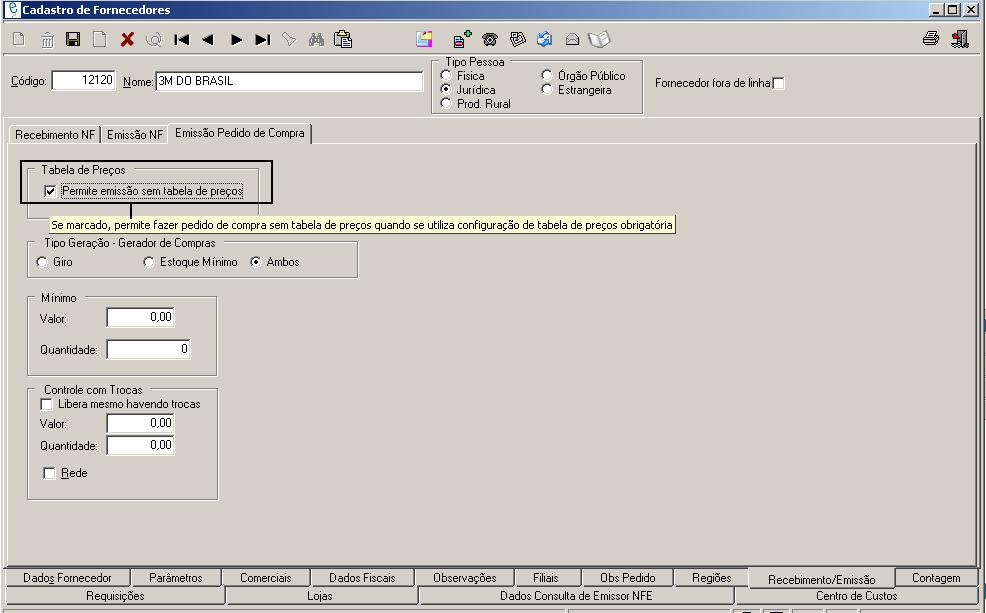 Cadastro de Fornecedores
Código: 12120 Nome: 3M DO BRASIL
Tipo Pessoa
Fisica Órgão Público
Jurídica Estrangeira
Prod. Rural
Fornecedor fora de linha
Recebimento NF Emissão NF Emissão Pedido de Compra
Tabela de Preços
Permite emissão sem tabela de preços
Se marcado, permite fazer pedido de compra sem tabela de preços quando se utiliza configuração de tabela de preços obrigatória
Tipo Geração - Gerador de Compras
Giro Estoque Mínimo Ambos
Mínimo
Valor: 0,00
Quantidade: 0
Controle com Trocas
Libera mesmo havendo trocas
Valor: 0,00
Quantidade: 0,00
Rede
Dados Fornecedor Parâmetros Comerciais Dados Fiscais Observações Filiais Obs Pedido Regiões Recebimento/Emissão Contagem
Requisições Lojas Dados Consulta de Emissor NFE Centro de Custos